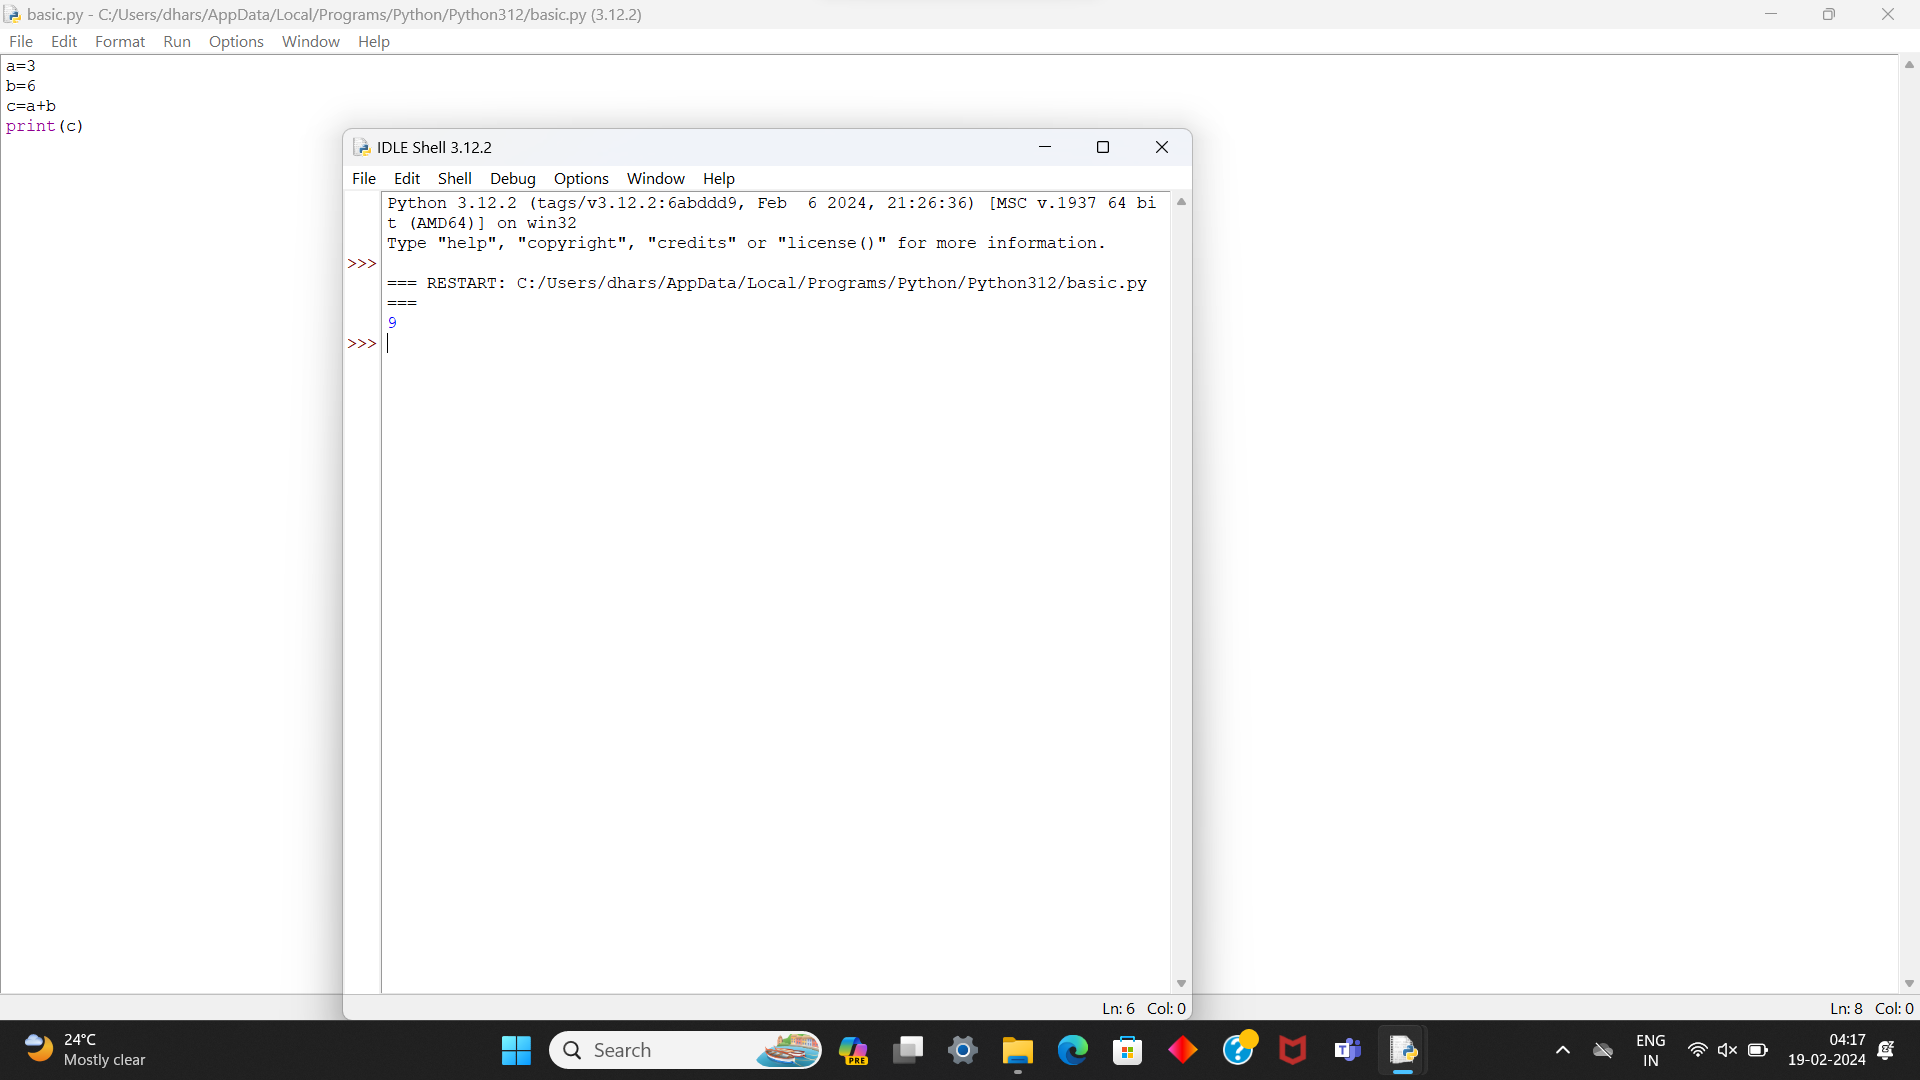 basic.py - C:/Users/dhars/AppData/Local/Programs/Python/Python312/basic.py (3.12.2)
File Edit Format Run Options Window Help
a=3
b=6
c=a+b
print(c)
IDLE Shell 3.12.2
File Edit Shell Debug Options Window Help
Python 3.12.2 (tags/v3.12.2:6abddd9, Feb  6 2024, 21:26:36) [MSC v.1937 64 bi
t (AMD64)] on win32
Type "help", "copyright", "credits" or "license()" for more information.
>>>
=== RESTART: C:/Users/dhars/AppData/Local/Programs/Python/Python312/basic.py
===
9
>>>
Ln: 6 Col: 0
Ln: 8 Col: 0
24°C
Mostly clear
Search
PRE
ENG
IN
04:17
19-02-2024